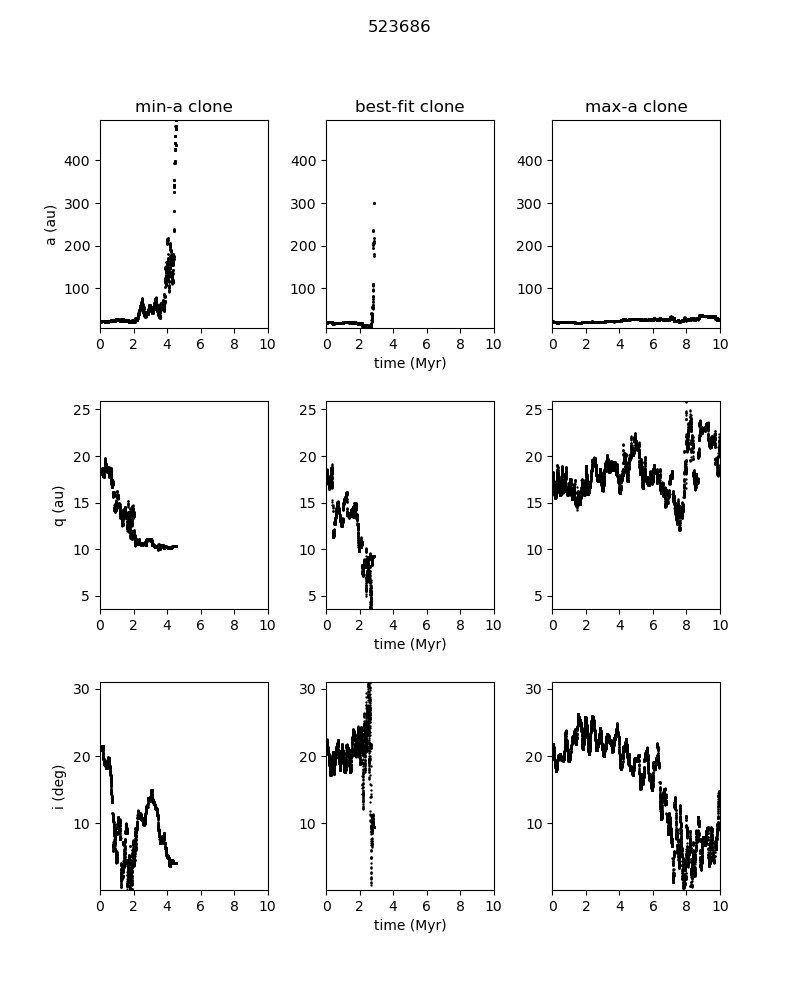 523686
min-a clone best-fit clone max-a clone
a (au)
400 400 400
300 300 300
200 200 200
100 100 100
0 2 4 6 8 10 0 2 4 6 8 10 0 2 4 6 8 10
time (Myr)
q (au)
25 25 25
20 20 20
15 15 15
10 10 10
5 5 5
0 2 4 6 8 10 0 2 4 6 8 10 0 2 4 6 8 10
time (Myr)
i (deg)
30 30 30
20 20 20
10 10 10
0 2 4 6 8 10 0 2 4 6 8 10 0 2 4 6 8 10
time (Myr)